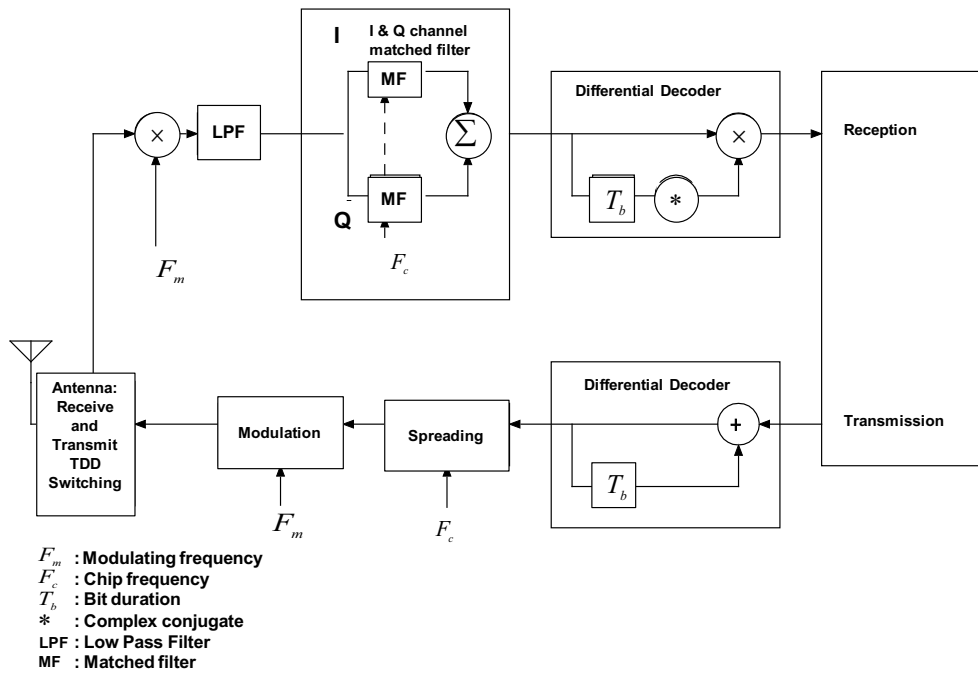 I
I & Q channel
matched filter
MF
Σ
MF
Q
F_c
×
LPF
F_m
Differential Decoder
×
T_b
*
Reception
Antenna:
Receive
and
Transmit
TDD
Switching
Modulation
F_m
Spreading
F_c
Differential Decoder
+
T_b
Transmission
F_m : Modulating frequency
F_c : Chip frequency
T_b : Bit duration
* : Complex conjugate
LPF : Low Pass Filter
MF : Matched filter